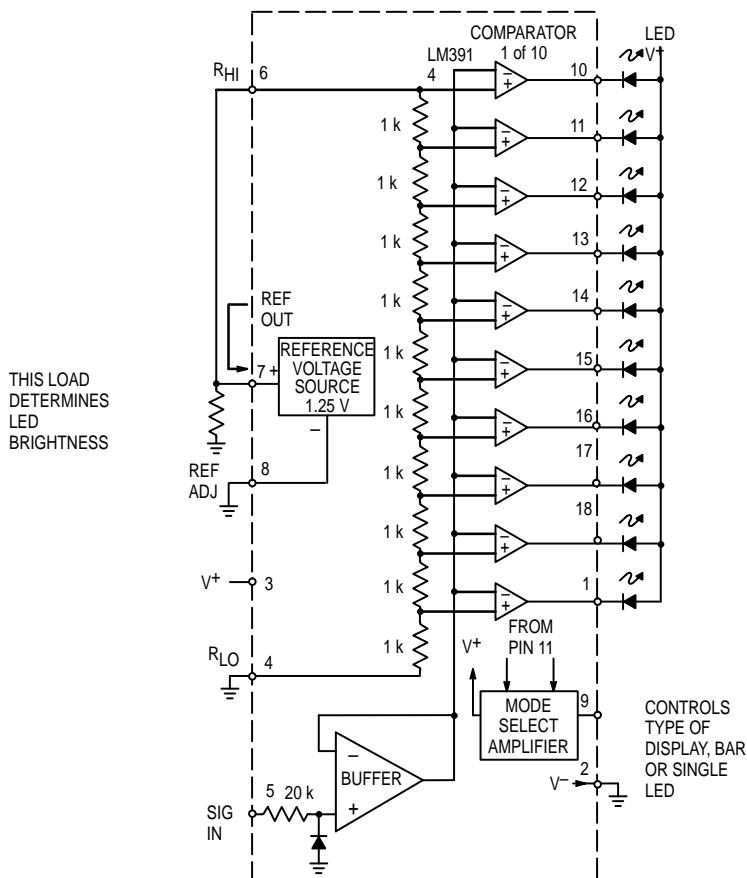 COMPARATOR
1 of 10
LM391
4
LED
V+
RHI
6
10
1 k
11
1 k
12
1 k
13
1 k
14
REF
OUT
1 k
15
THIS LOAD
DETERMINES
LED
BRIGHTNESS
7 +
REFERENCE
VOLTAGE
SOURCE
1.25 V
–
1 k
16
REF
ADJ
8
1 k
17
1 k
18
V+
3
1 k
1
RLO
4
1 k
FROM
PIN 11
V+
MODE
SELECT
AMPLIFIER
9
CONTROLS
TYPE OF
DISPLAY, BAR
OR SINGLE
LED
V–
2
–
BUFFER
+
SIG
IN
5
20 k
–
+
–
+
–
+
–
+
–
+
–
+
–
+
–
+
–
+
–
+